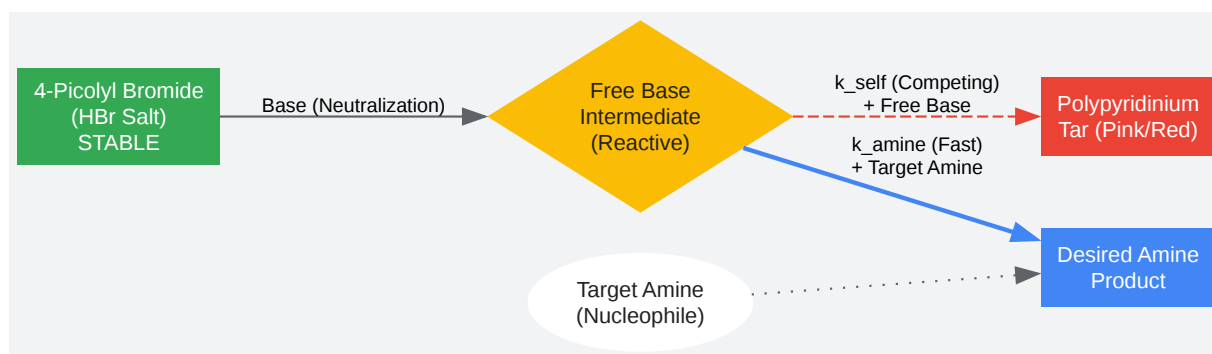 4-Picolyl Bromide
(HBr Salt)
STABLE
Base (Neutralization)
Free Base
Intermediate
(Reactive)
k_self (Competing)
+ Free Base
Polypyridinium
Tar (Pink/Red)
k_amine (Fast)
+ Target Amine
Desired Amine
Product
Target Amine
(Nucleophile)